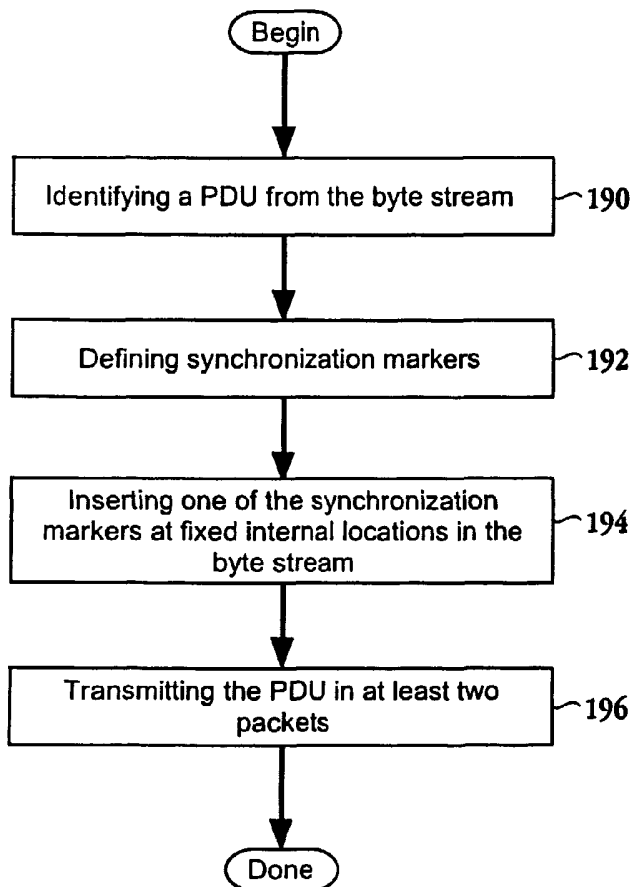 Begin
Identifying a PDU from the byte stream
190
Defining synchronization markers
192
Inserting one of the synchronization
markers at fixed internal locations in the
byte stream
194
Transmitting the PDU in at least two
packets
196
Done